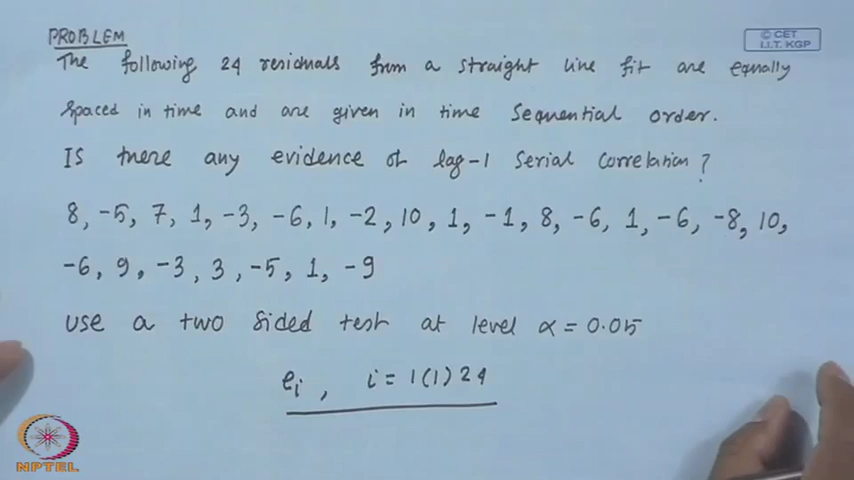 PROBLEM
© CET
I.I.T. KGP
The following 24 residuals from a straight line fit are equally
spaced in time and are given in time sequential order.
Is there any evidence of lag-1 serial correlation?
8, -5, 7, 1, -3, -6, 1, -2, 10, 1, -1, 8, -6, 1, -6, -8, 10,
-6, 9, -3, 3, -5, 1, -9
use a two sided test at level α = 0.05
ei, i = 1(1)24
NPTEL